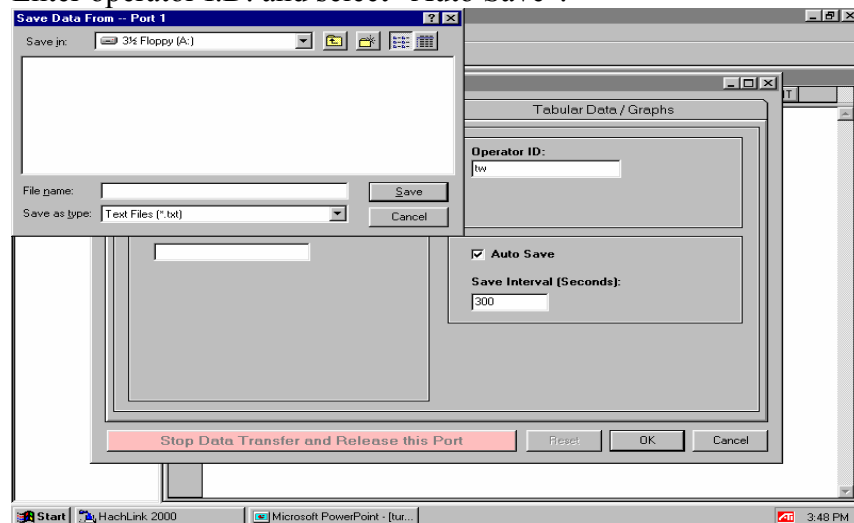 Enter operator I.D. and select "Auto Save".
Save Data From -- Port 1
Save in:
3½ Floppy (A:)
File name:
Save
Save as type:
Text Files (*.txt)
Cancel
Tabular Data / Graphs
Operator ID:
tw
Auto Save
Save Interval (Seconds):
300
Stop Data Transfer and Release this Port
Reset
OK
Cancel
Start
HachLink 2000
Microsoft PowerPoint - [tur...
3:48 PM